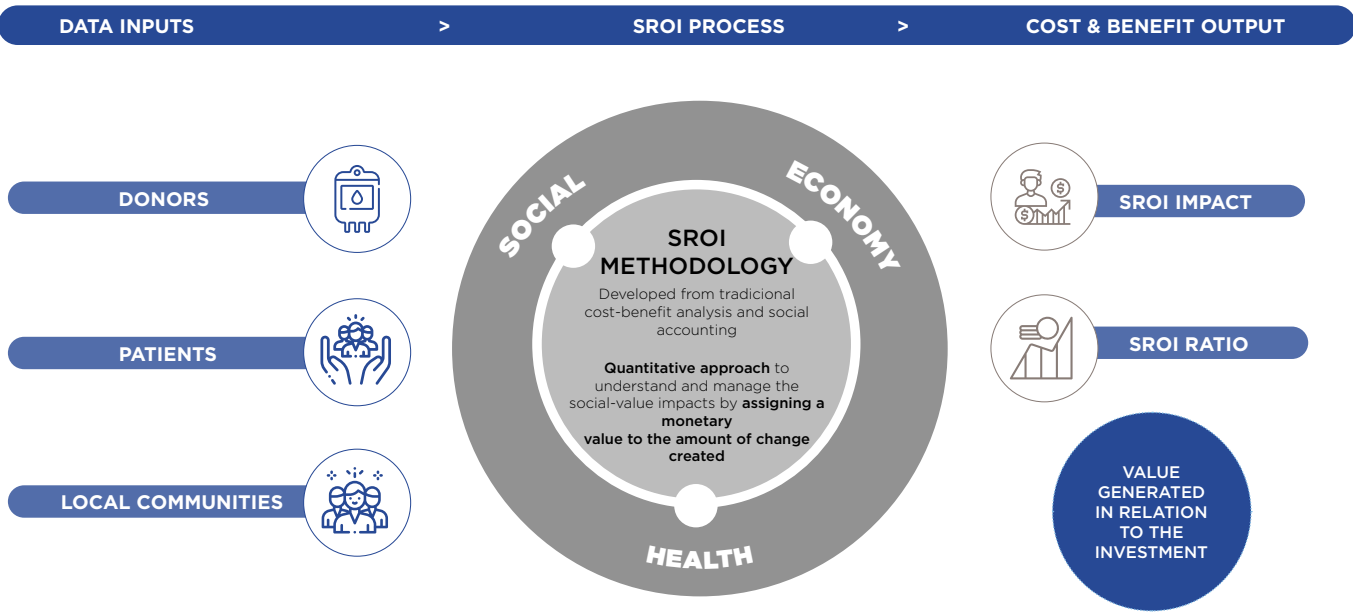 DATA INPUTS > SROI PROCESS > COST & BENEFIT OUTPUT
DONORS
PATIENTS
LOCAL COMMUNITIES
SOCIAL
ECONOMY
HEALTH
SROI
METHODOLOGY
Developed from tradicional
cost-benefit analysis and social
accounting
Quantitative approach to
understand and manage the
social-value impacts by assigning a
monetary
value to the amount of change
created
SROI IMPACT
SROI RATIO
VALUE
GENERATED
IN RELATION
TO THE
INVESTMENT